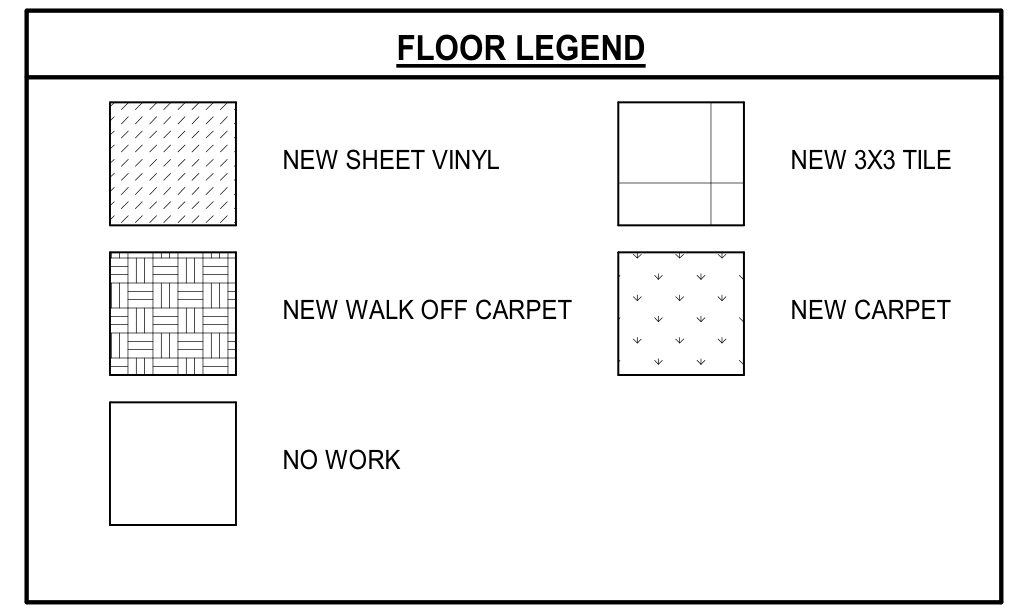 FLOOR LEGEND
NEW SHEET VINYL
NEW 3X3 TILE
NEW WALK OFF CARPET
NEW CARPET
NO WORK